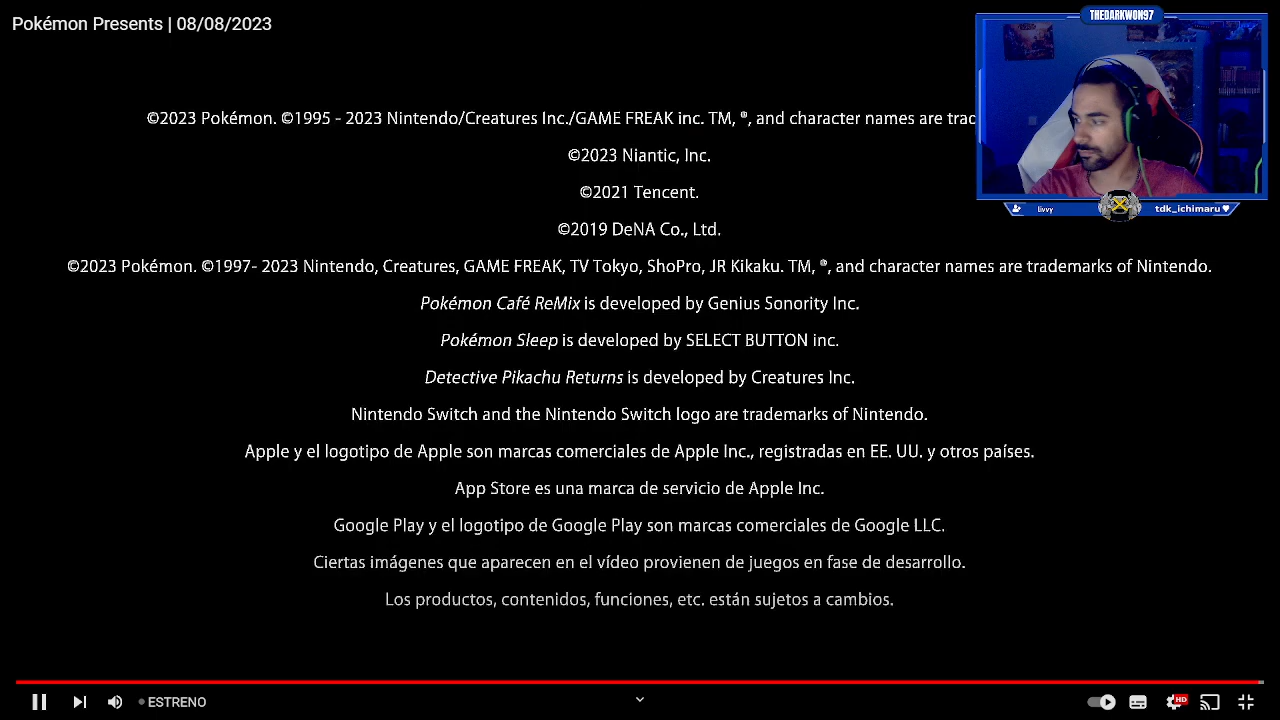 Pokémon Presents | 08/08/2023
THEDARKWON97
©2023 Pokémon. ©1995 - 2023 Nintendo/Creatures Inc./GAME FREAK inc. TM, ®, and character names are
©2023 Niantic, Inc.
©2021 Tencent.
livvy
tdk_ichimaru
©2019 DeNA Co., Ltd.
©2023 Pokémon. ©1997- 2023 Nintendo, Creatures, GAME FREAK, TV Tokyo, ShoPro, JR Kikaku. TM, ®, and character names are trademarks of Nintendo.
Pokémon Café ReMix is developed by Genius Sonority Inc.
Pokémon Sleep is developed by SELECT BUTTON inc.
Detective Pikachu Returns is developed by Creatures Inc.
Nintendo Switch and the Nintendo Switch logo are trademarks of Nintendo.
Apple y el logotipo de Apple son marcas comerciales de Apple Inc., registradas en EE. UU. y otros países.
App Store es una marca de servicio de Apple Inc.
Google Play y el logotipo de Google Play son marcas comerciales de Google LLC.
Ciertas imágenes que aparecen en el vídeo provienen de juegos en fase de desarrollo.
Los productos, contenidos, funciones, etc. están sujetos a cambios.
ESTRENO
HD